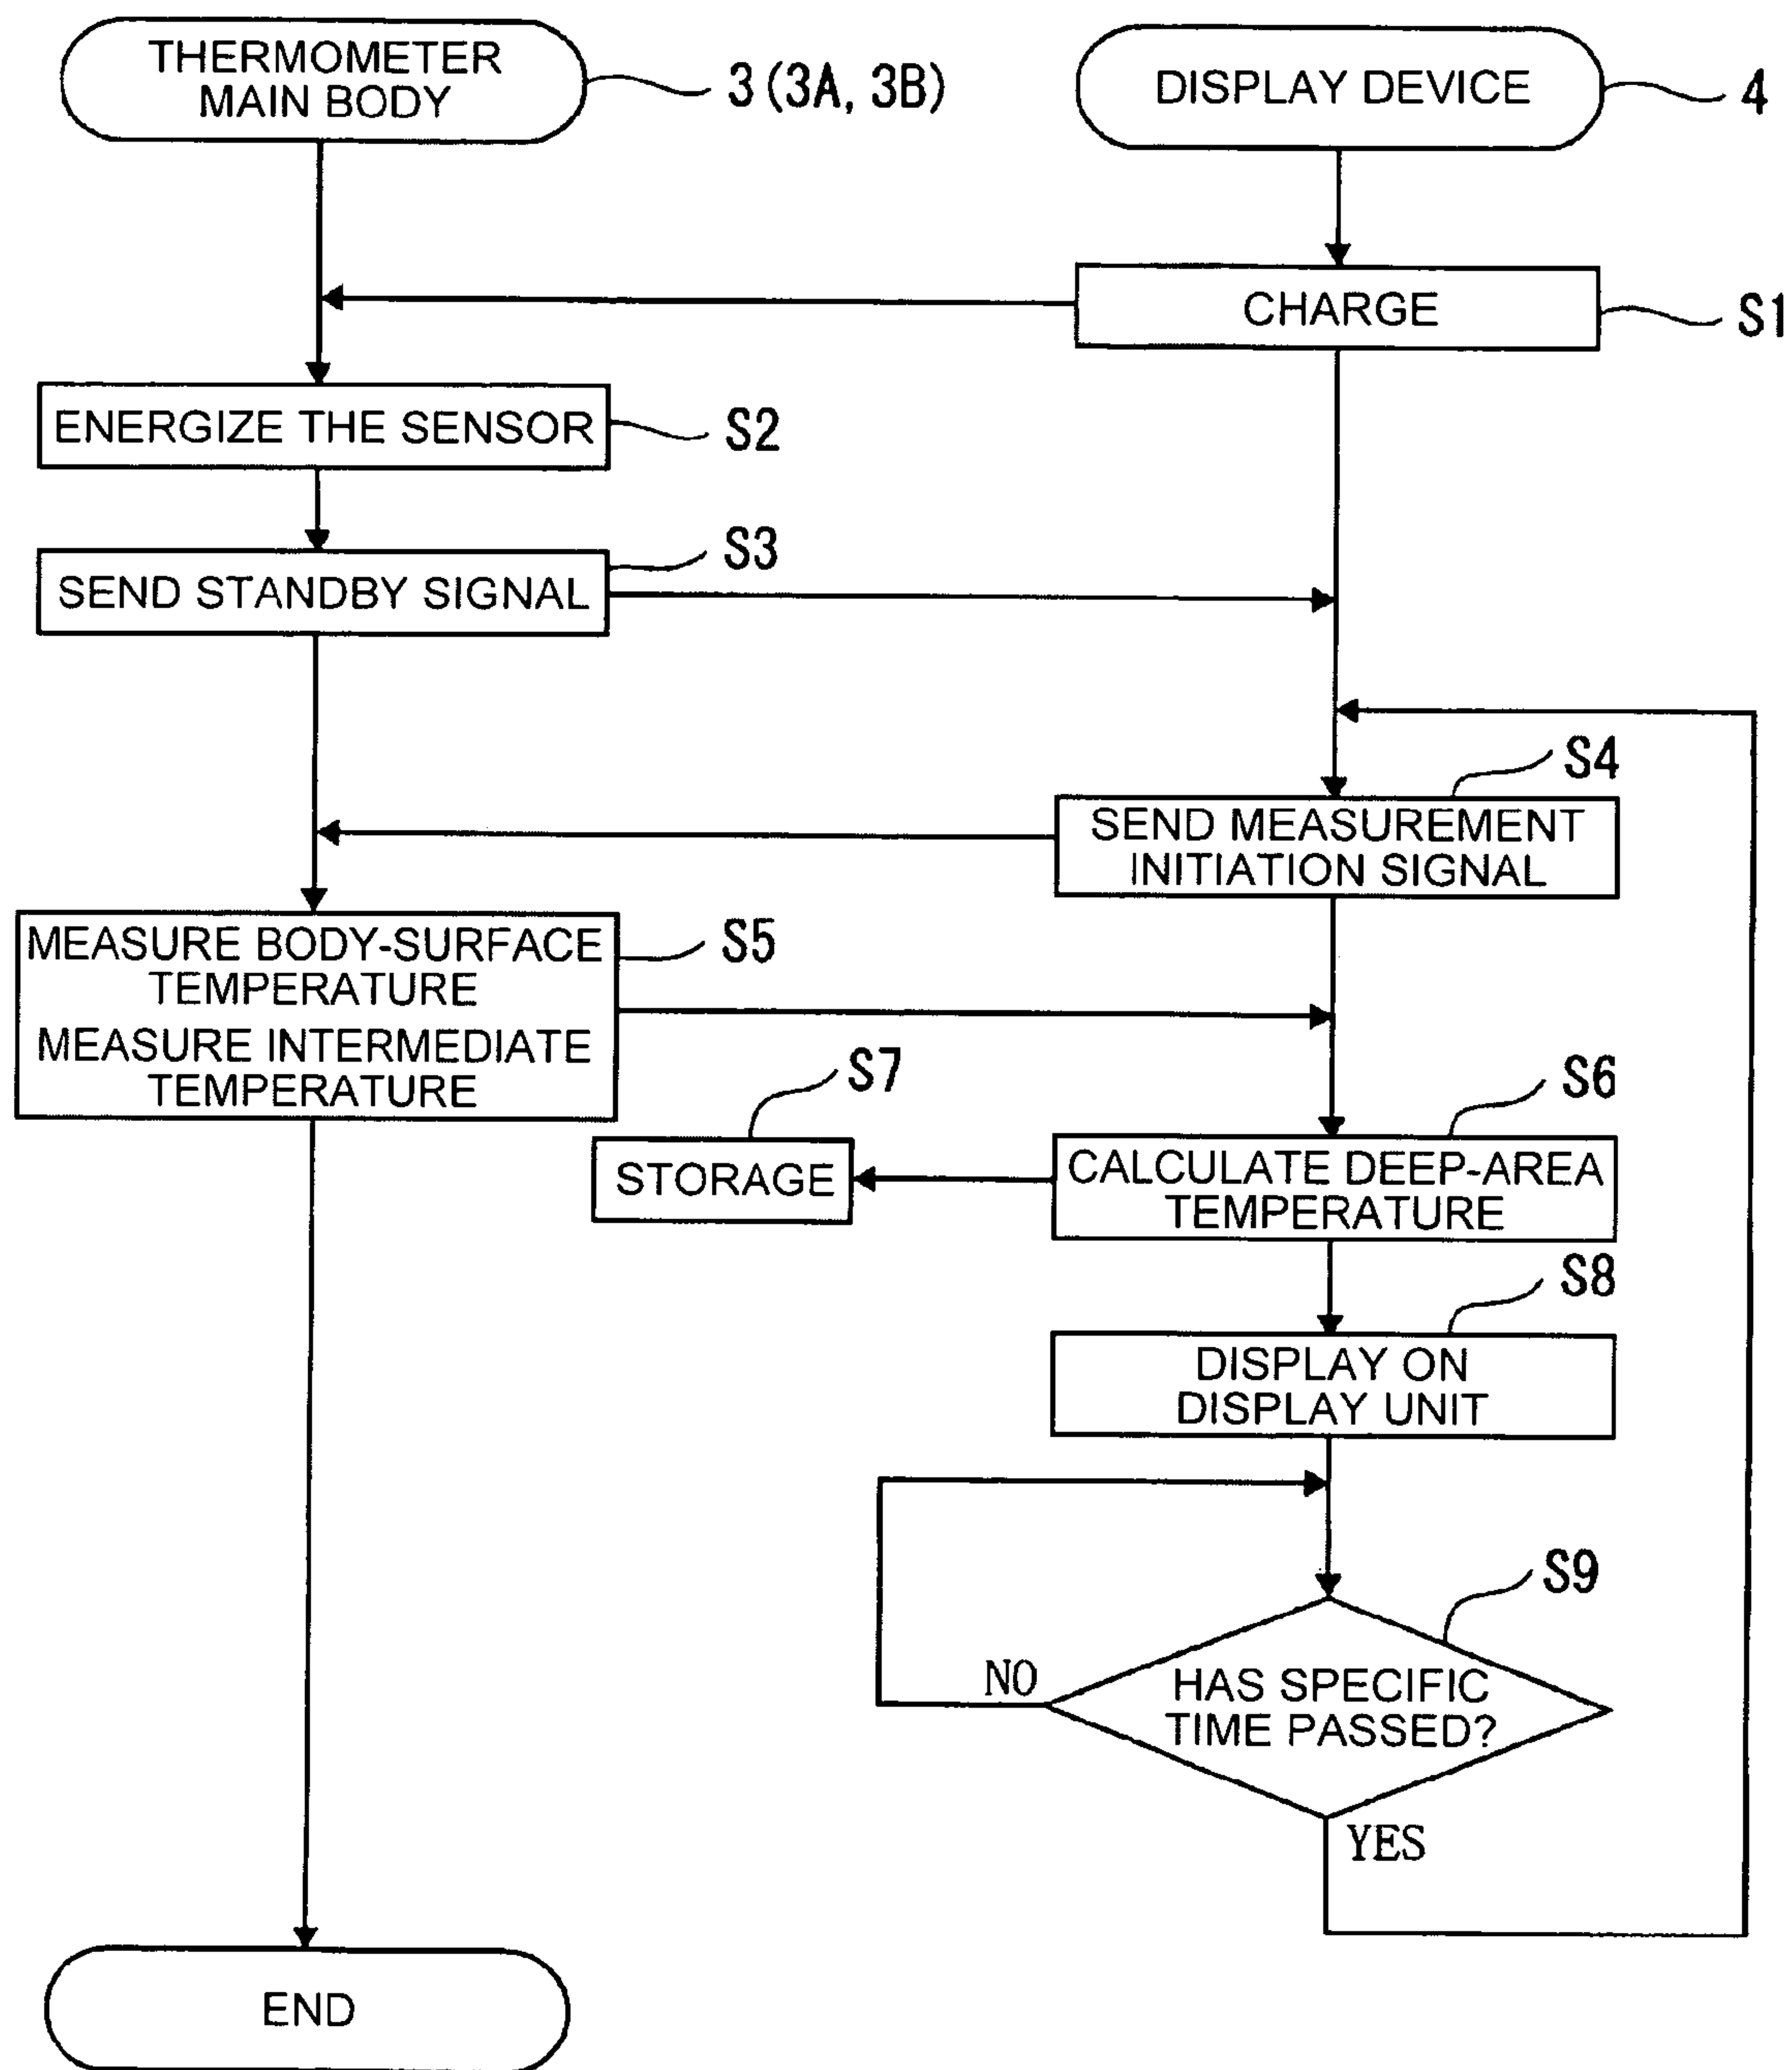 THERMOMETER
MAIN BODY
3 (3A, 3B)
DISPLAY DEVICE
4
CHARGE
S1
ENERGIZE THE SENSOR
S2
S3
SEND STANDBY SIGNAL
S4
SEND MEASUREMENT
INITIATION SIGNAL
MEASURE BODY-SURFACE
TEMPERATURE
MEASURE INTERMEDIATE
TEMPERATURE
S5
S7
STORAGE
S6
CALCULATE DEEP-AREA
TEMPERATURE
S8
DISPLAY ON
DISPLAY UNIT
S9
NO
HAS SPECIFIC
TIME PASSED?
YES
END